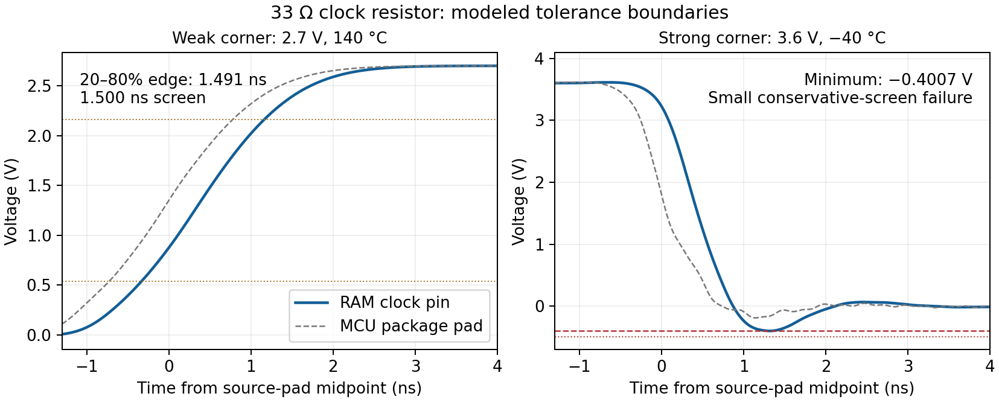 33 Ω clock resistor: modeled tolerance boundaries
Weak corner: 2.7 V, 140 °C
20–80% edge: 1.491 ns
1.500 ns screen
Voltage (V)
2.5
2.0
1.5
1.0
0.5
0.0
RAM clock pin
MCU package pad
−1
0
1
2
3
4
Time from source-pad midpoint (ns)
Strong corner: 3.6 V, −40 °C
Minimum: −0.4007 V
Small conservative-screen failure
Voltage (V)
4
3
2
1
0
−1
0
1
2
3
4
Time from source-pad midpoint (ns)